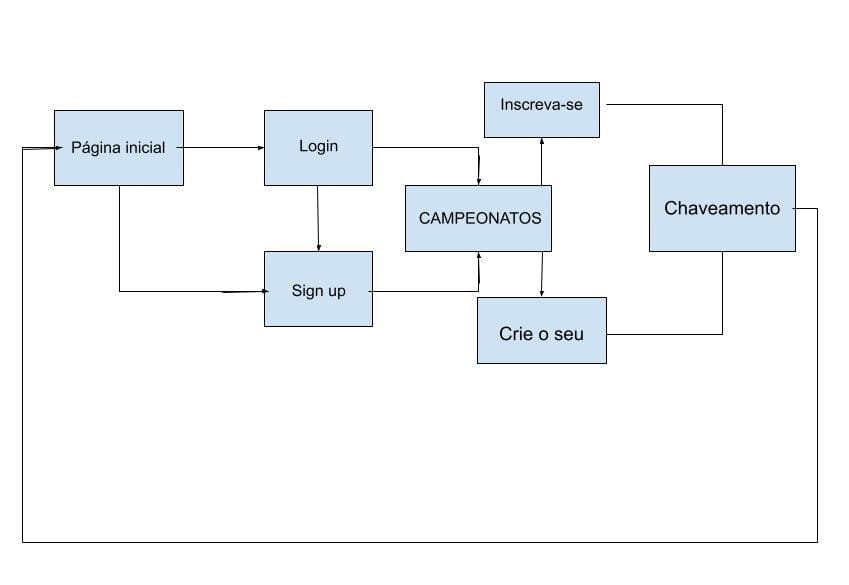 Inscreva-se
Página inicial
Login
CAMPEONATOS
Chaveamento
Sign up
Crie o seu